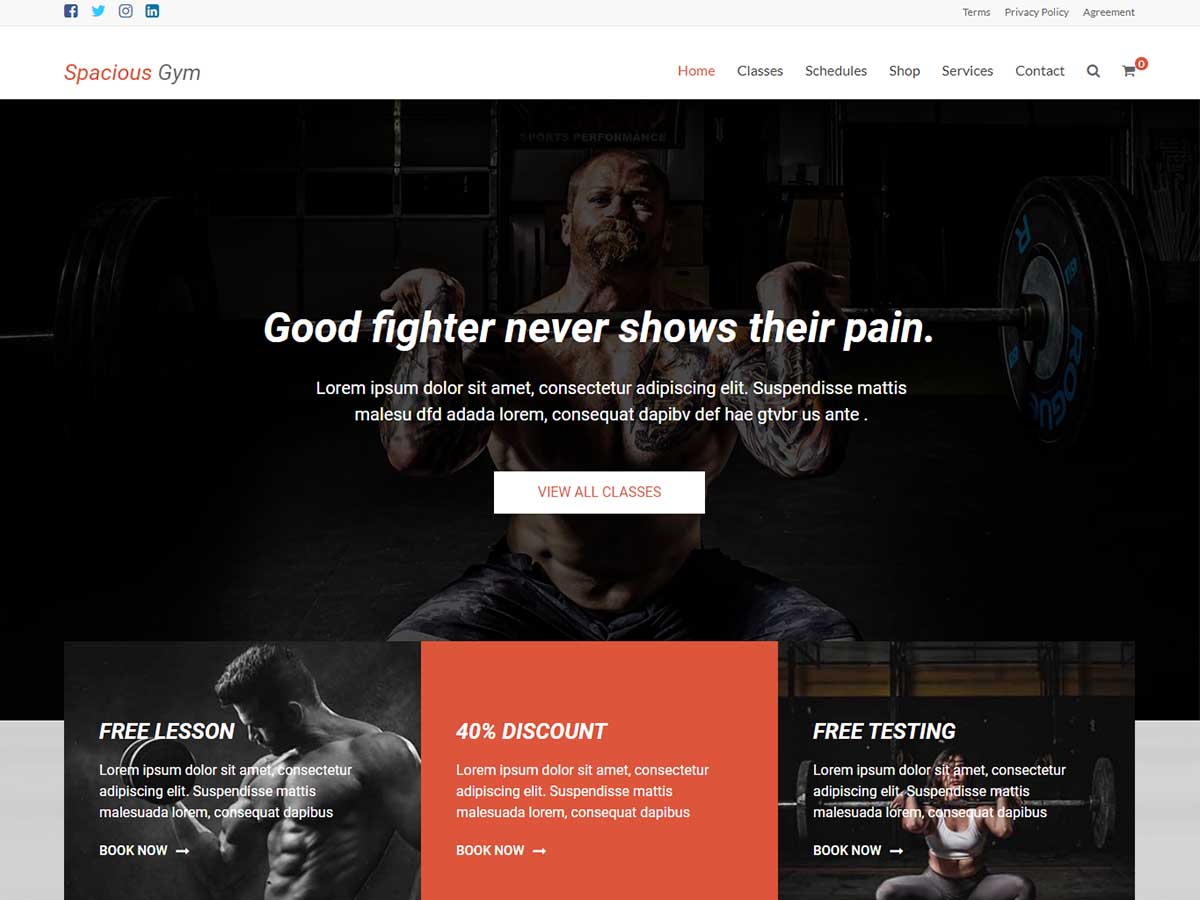 Terms Privacy Policy Agreement
Spacious Gym
Home Classes Schedules Shop Services Contact 0
SPORTS PERFORMANCE
R
ROGUE
Good fighter never shows their pain.
Lorem ipsum dolor sit amet, consectetur adipiscing elit. Suspendisse mattis
malesu dfd adada lorem, consequat dapibv def hae gtvbr us ante .
VIEW ALL CLASSES
FREE LESSON
Lorem ipsum dolor sit amet, consectetur
adipiscing elit. Suspendisse mattis
malesuada lorem, consequat dapibus
BOOK NOW
40% DISCOUNT
Lorem ipsum dolor sit amet, consectetur
adipiscing elit. Suspendisse mattis
malesuada lorem, consequat dapibus
BOOK NOW
FREE TESTING
Lorem ipsum dolor sit amet, consectetur
adipiscing elit. Suspendisse mattis
malesuada lorem, consequat dapibus
BOOK NOW